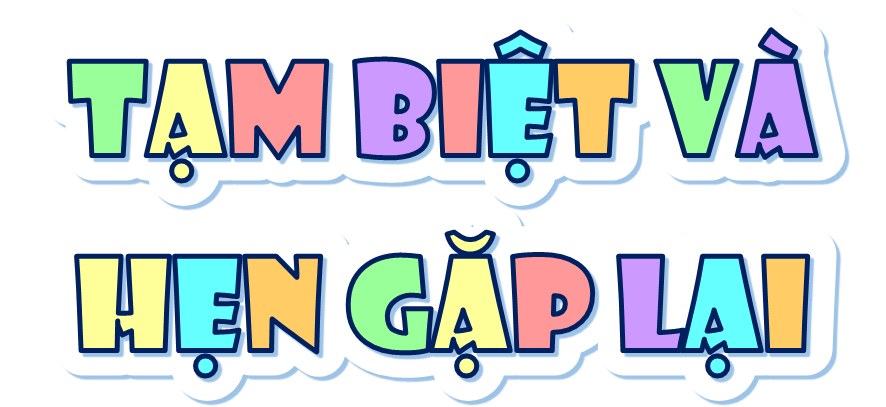 TẠM BIỆT VÀ
HẸN GẶP LẠI